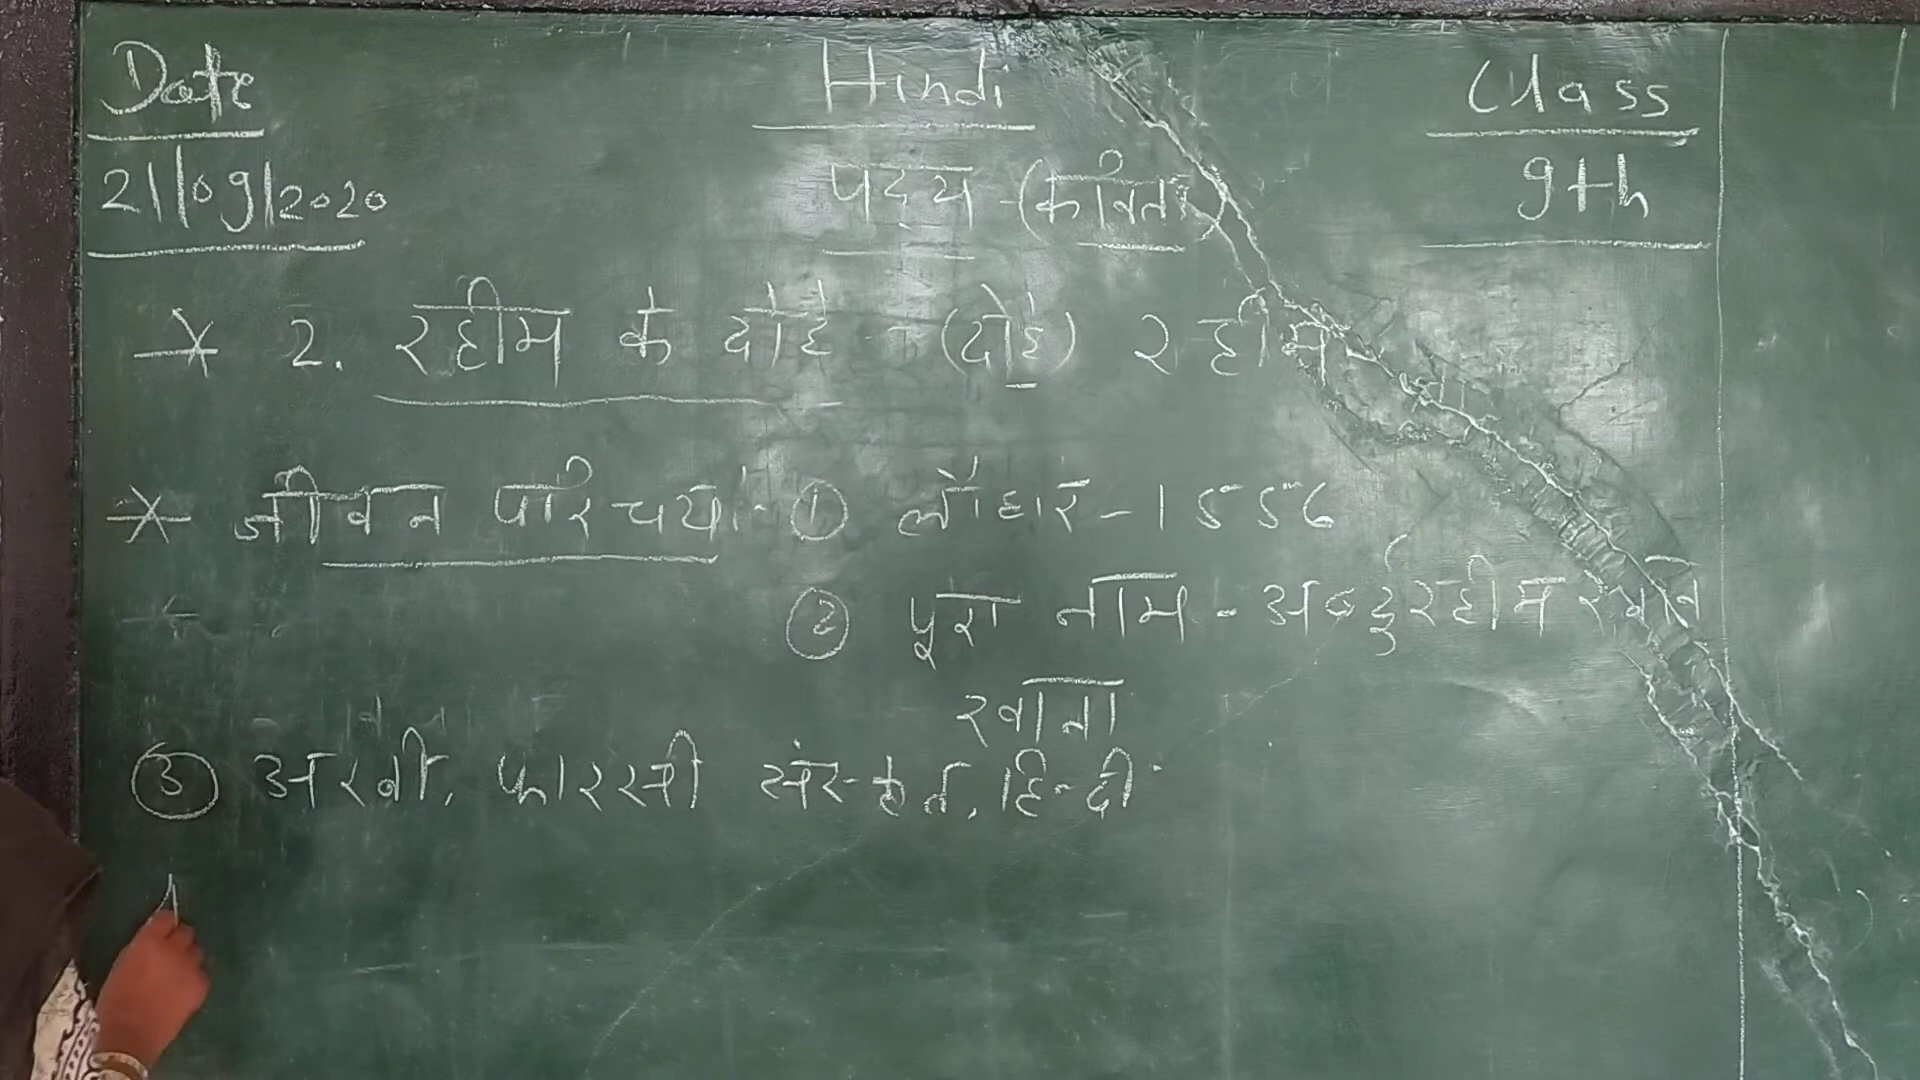 Date Hindi Class
21/09/2020 पद्य - (कविता) 9th
* 2. रहीम के दोहे - (दोहे) रहीम
* जीवन परिचय :- ① लौहार - 1556
② पूरा नाम - अब्दुर्रहीम खाने
खाना
③ अरबी, फारसी संस्कृत, हिन्दी